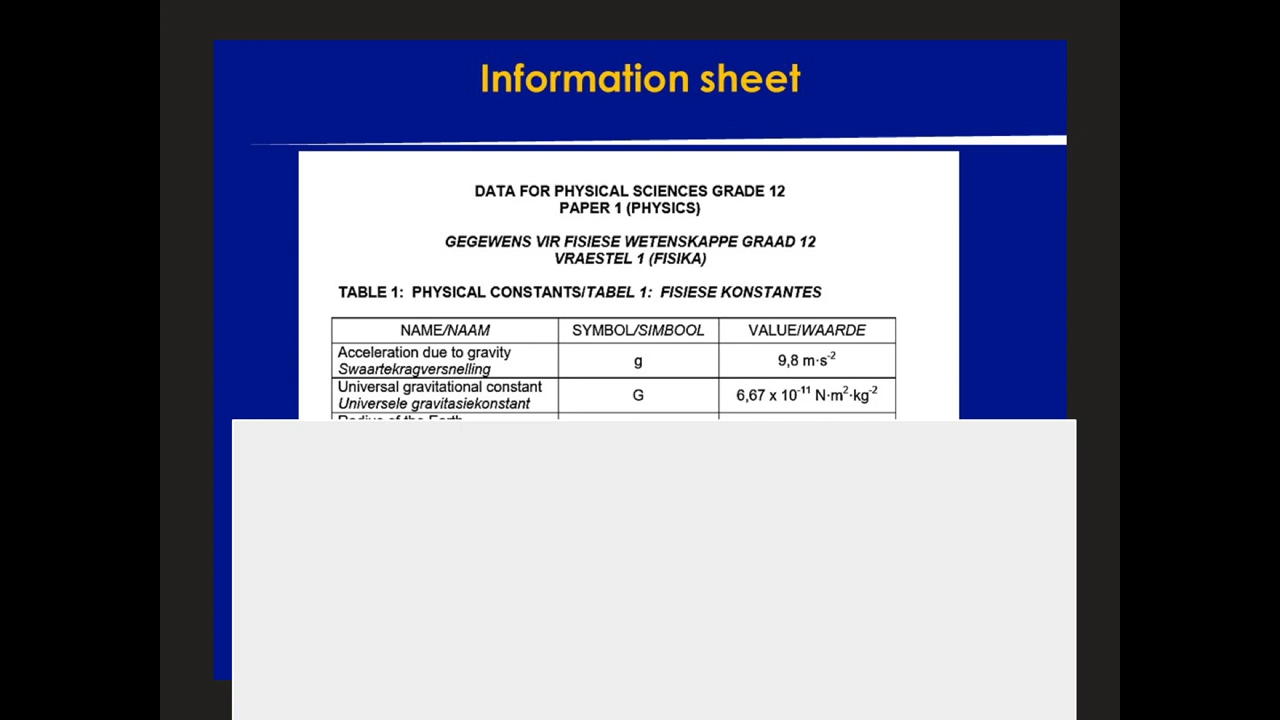 Information sheet
DATA FOR PHYSICAL SCIENCES GRADE 12
PAPER 1 (PHYSICS)
GEGEWENS VIR FISIESE WETENSKAPPE GRAAD 12
VRAESTEL 1 (FISIKA)
TABLE 1: PHYSICAL CONSTANTS/TABEL 1: FISIESE KONSTANTES
NAME/NAAM SYMBOL/SIMBOOL VALUE/WAARDE
Acceleration due to gravity
Swaartekragversnelling g 9,8 m·s⁻²
Universal gravitational constant
Universele gravitasiekonstant G 6,67 x 10⁻¹¹ N·m²·kg⁻²